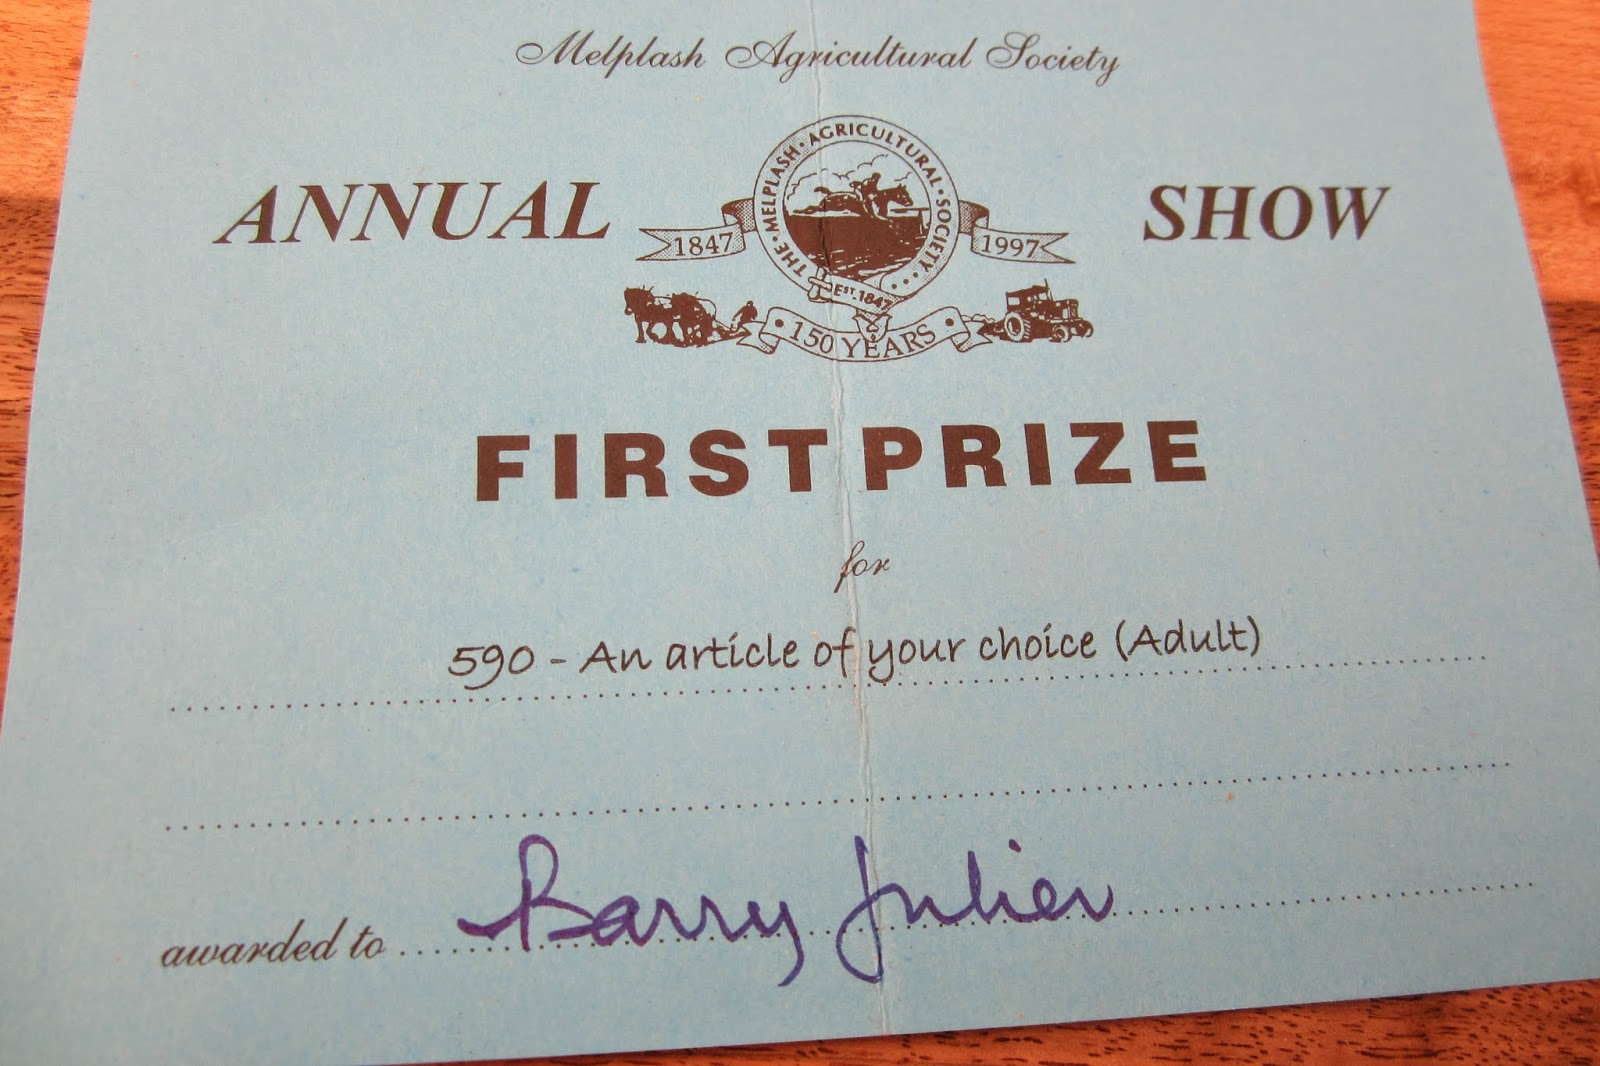 Melplash Agricultural Society
ANNUAL SHOW
THE · MELPLASH · AGRICULTURAL · SOCIETY · · ·
EST. 1847
1847 1997
· 150 YEARS ·
FIRST PRIZE
for
590 - An article of your choice (Adult)
awarded to Barry Julier